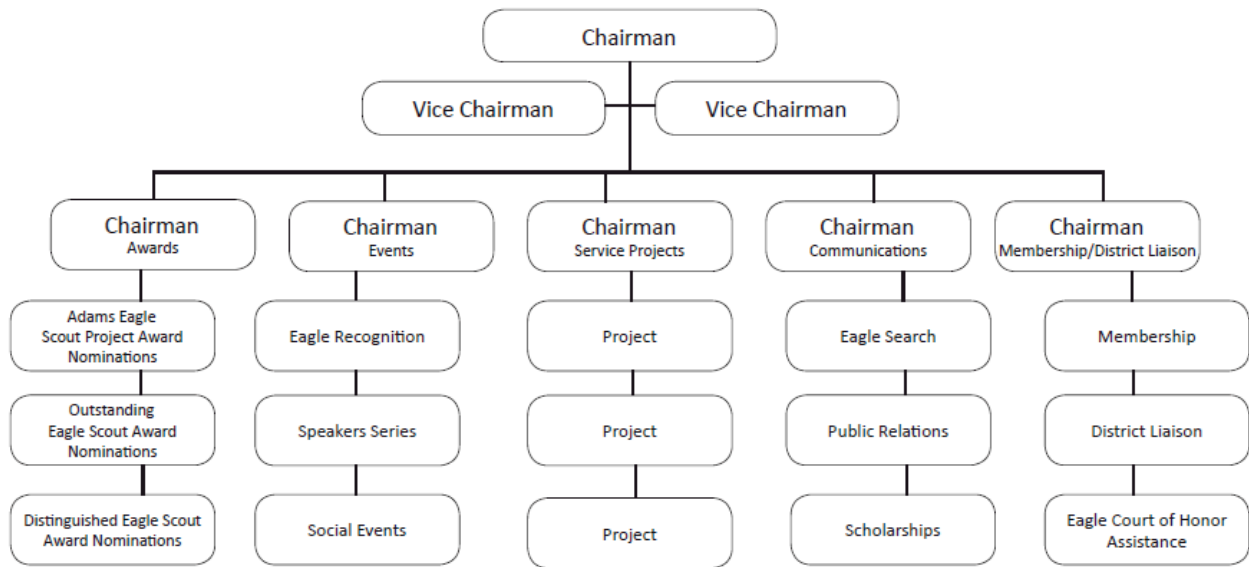 Chairman
Vice Chairman
Vice Chairman
Chairman
Awards
Chairman
Events
Chairman
Service Projects
Chairman
Communications
Chairman
Membership/District Liaison
Adams Eagle
Scout Project Award
Nominations
Eagle Recognition
Project
Eagle Search
Membership
Outstanding
Eagle Scout Award
Nominations
Speakers Series
Project
Public Relations
District Liaison
Distinguished Eagle Scout
Award Nominations
Social Events
Project
Scholarships
Eagle Court of Honor
Assistance